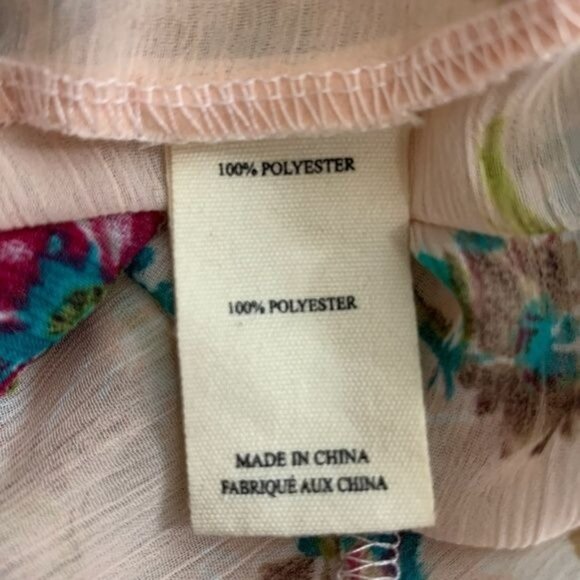 100% POLYESTER
100% POLYESTER
MADE IN CHINA
FABRIQUÉ AUX CHINA